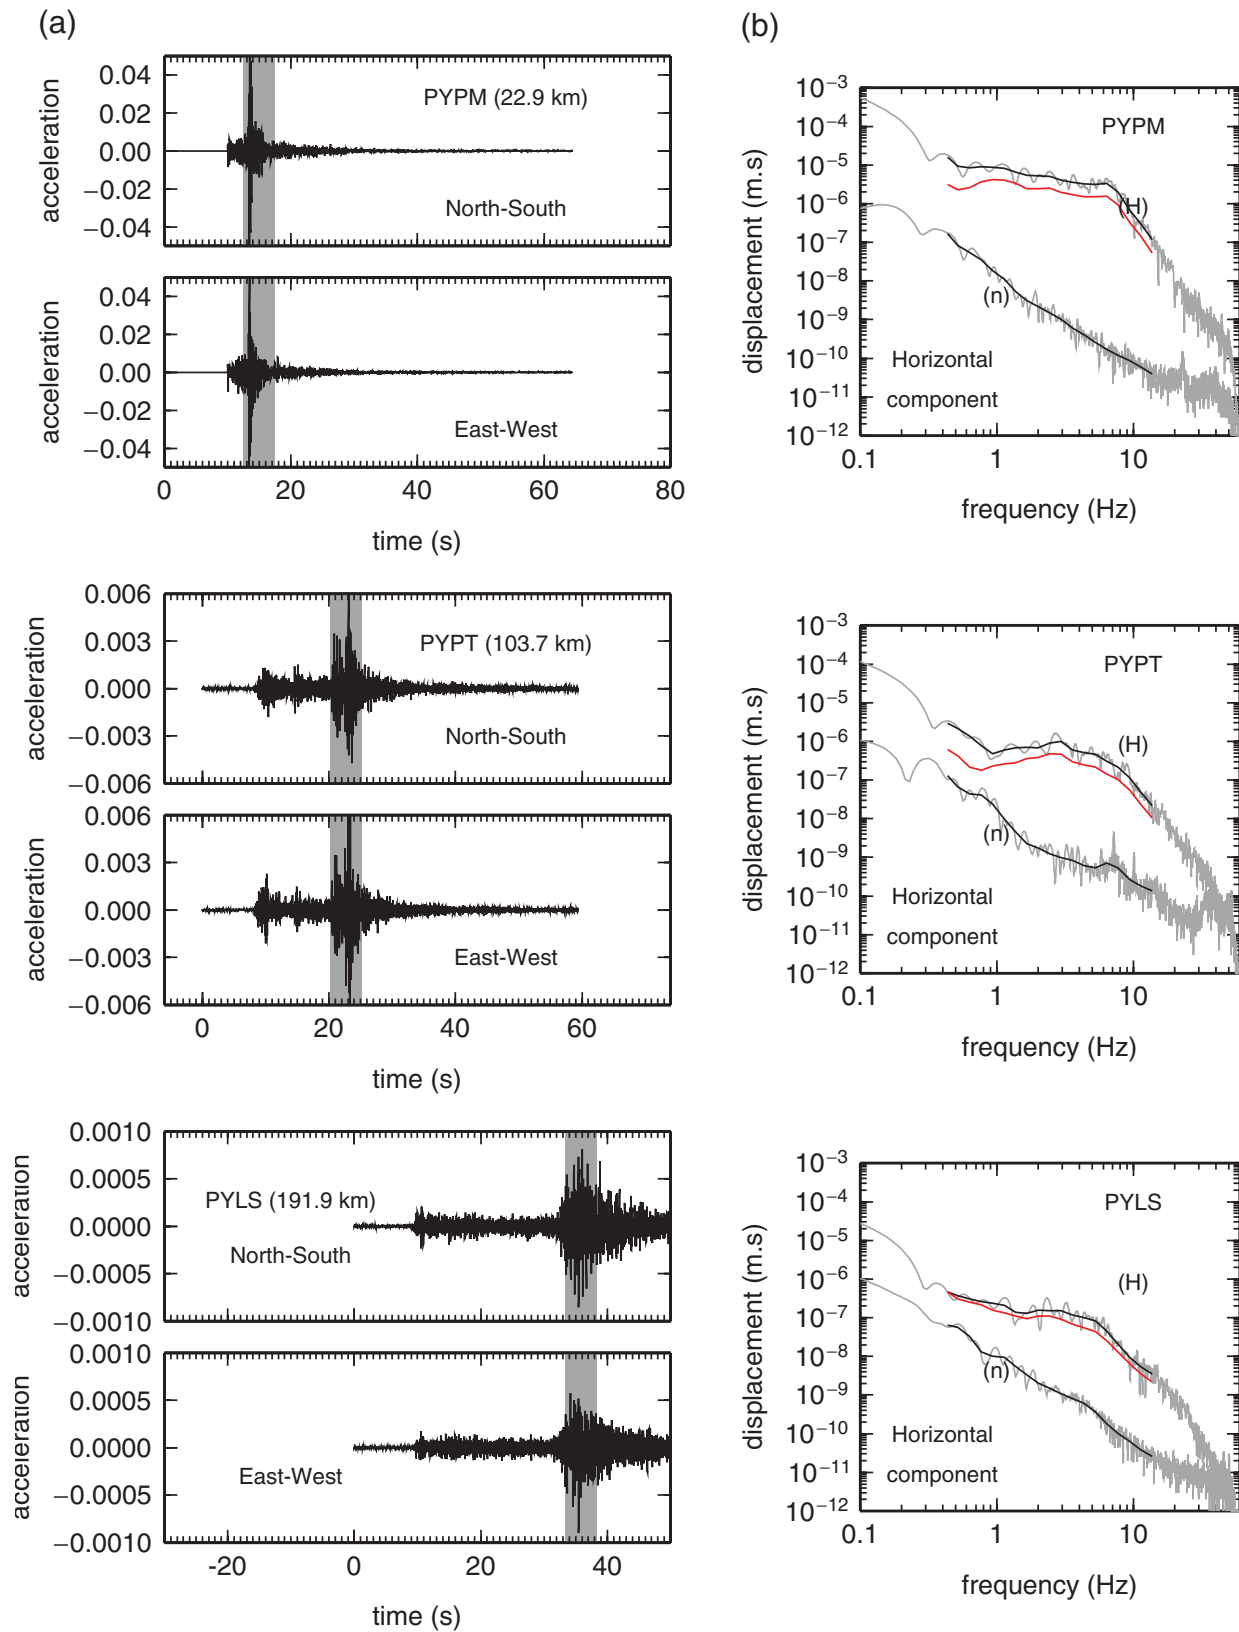 (a)
0.04
0.02
0.00
−0.02
−0.04
acceleration
PYPM (22.9 km)
North-South
0.04
0.02
0.00
−0.02
−0.04
acceleration
East-West
0 20 40 60 80
time (s)
0.006
0.003
0.000
−0.003
−0.006
acceleration
PYPT (103.7 km)
North-South
0.006
0.003
0.000
−0.003
−0.006
acceleration
East-West
0 20 40 60
time (s)
0.0010
0.0005
0.0000
−0.0005
−0.0010
acceleration
PYLS (191.9 km)
North-South
0.0010
0.0005
0.0000
−0.0005
−0.0010
acceleration
East-West
-20 0 20 40
time (s)
(b)
10−3
10−4
10−5
10−6
10−7
10−8
10−9
10−10
10−11
10−12
displacement (m.s)
PYPM
(H)
(n)
Horizontal
component
0.1 1 10
frequency (Hz)
10−3
10−4
10−5
10−6
10−7
10−8
10−9
10−10
10−11
10−12
displacement (m.s)
PYPT
(H)
(n)
Horizontal
component
0.1 1 10
frequency (Hz)
10−3
10−4
10−5
10−6
10−7
10−8
10−9
10−10
10−11
10−12
displacement (m.s)
PYLS
(H)
(n)
Horizontal
component
0.1 1 10
frequency (Hz)